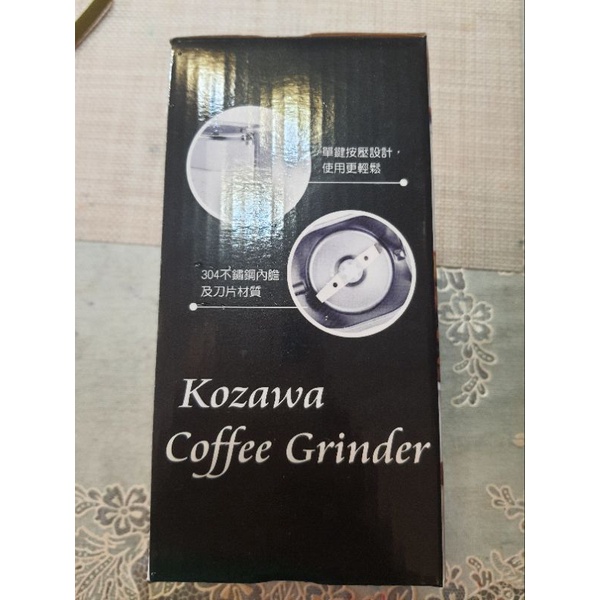 單鍵按壓設計，
使用更輕鬆
304不鏽鋼內膽
及刀片材質
Kozawa
Coffee Grinder